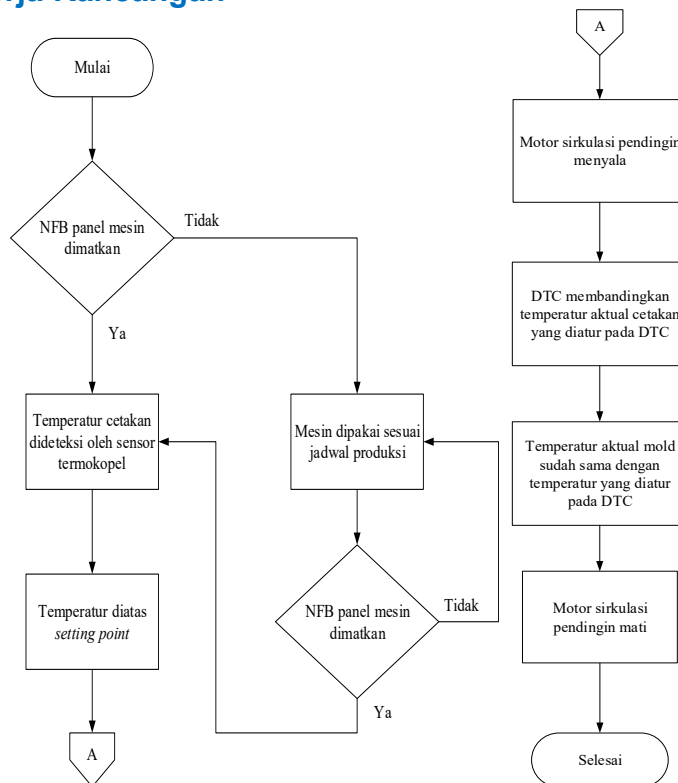 Mulai
NFB panel mesin
dimatkan
Tidak
Ya
Temperatur cetakan
dideteksi oleh sensor
termokopel
Temperatur diatas
setting point
A
Mesin dipakai sesuai
jadwal produksi
NFB panel mesin
dimatkan
Tidak
Ya
A
Motor sirkulasi pendingin
menyala
DTC membandingkan
temperatur aktual cetakan
yang diatur pada DTC
Temperatur aktual mold
sudah sama dengan
temperatur yang diatur
pada DTC
Motor sirkulasi
pendingin mati
Selesai